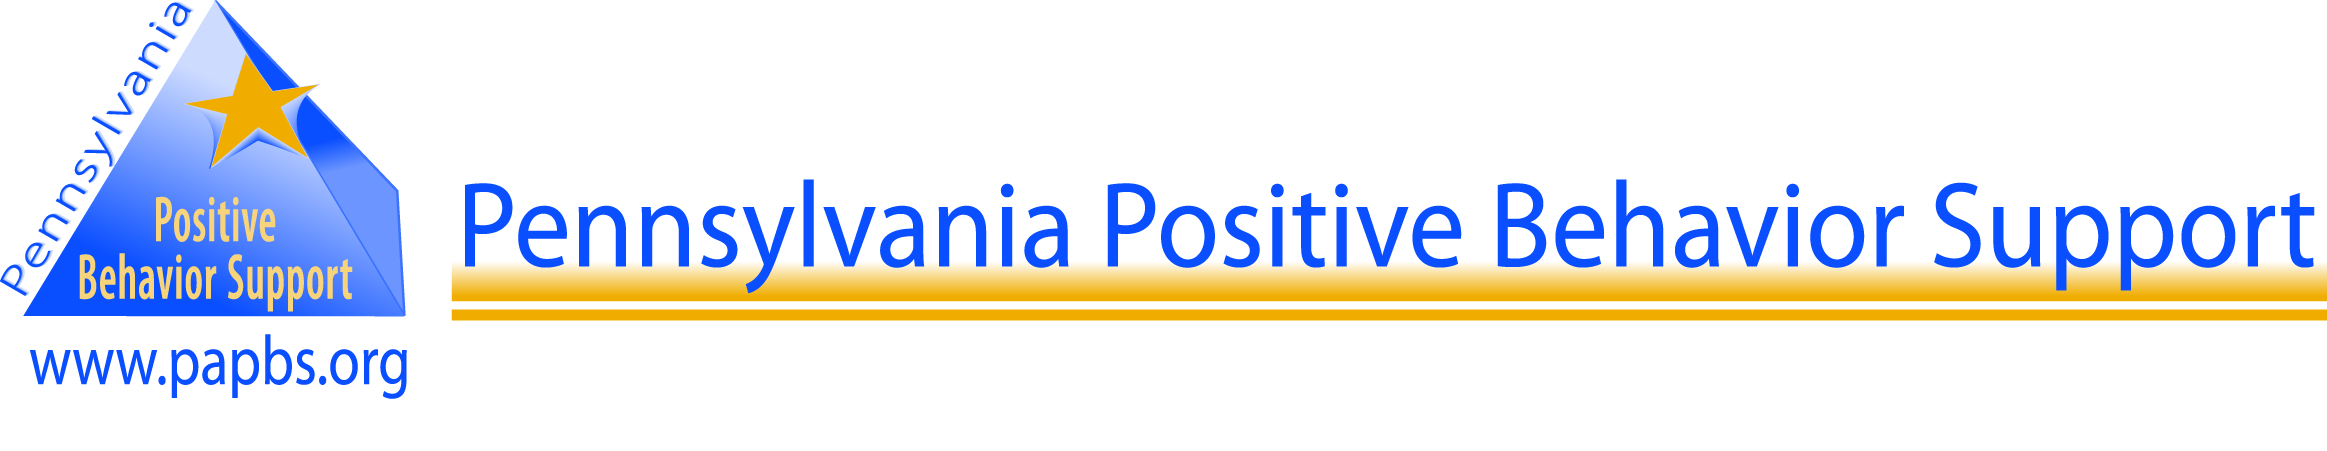 Pennsylvania
Positive
Behavior Support
www.papbs.org
Pennsylvania Positive Behavior Support